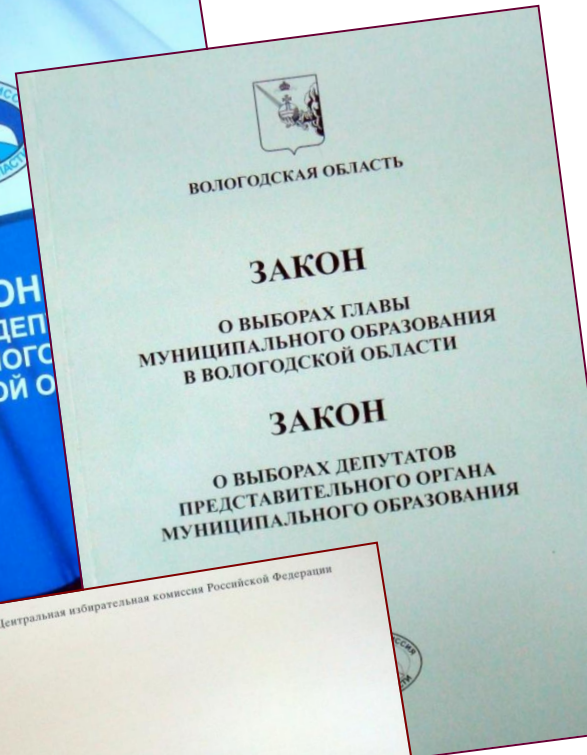 ВОЛОГОДСКАЯ ОБЛАСТЬ
ЗАКОН
О ВЫБОРАХ ГЛАВЫ
МУНИЦИПАЛЬНОГО ОБРАЗОВАНИЯ
В ВОЛОГОДСКОЙ ОБЛАСТИ
ЗАКОН
О ВЫБОРАХ ДЕПУТАТОВ
ПРЕДСТАВИТЕЛЬНОГО ОРГАНА
МУНИЦИПАЛЬНОГО ОБРАЗОВАНИЯ
Центральная избирательная комиссия Российской Федерации